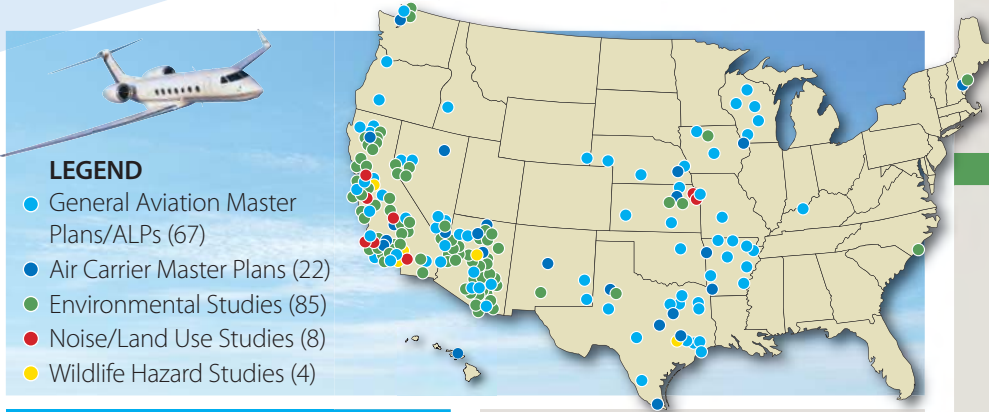 LEGEND
General Aviation Master
Plans/ALPs (67)
Air Carrier Master Plans (22)
Environmental Studies (85)
Noise/Land Use Studies (8)
Wildlife Hazard Studies (4)